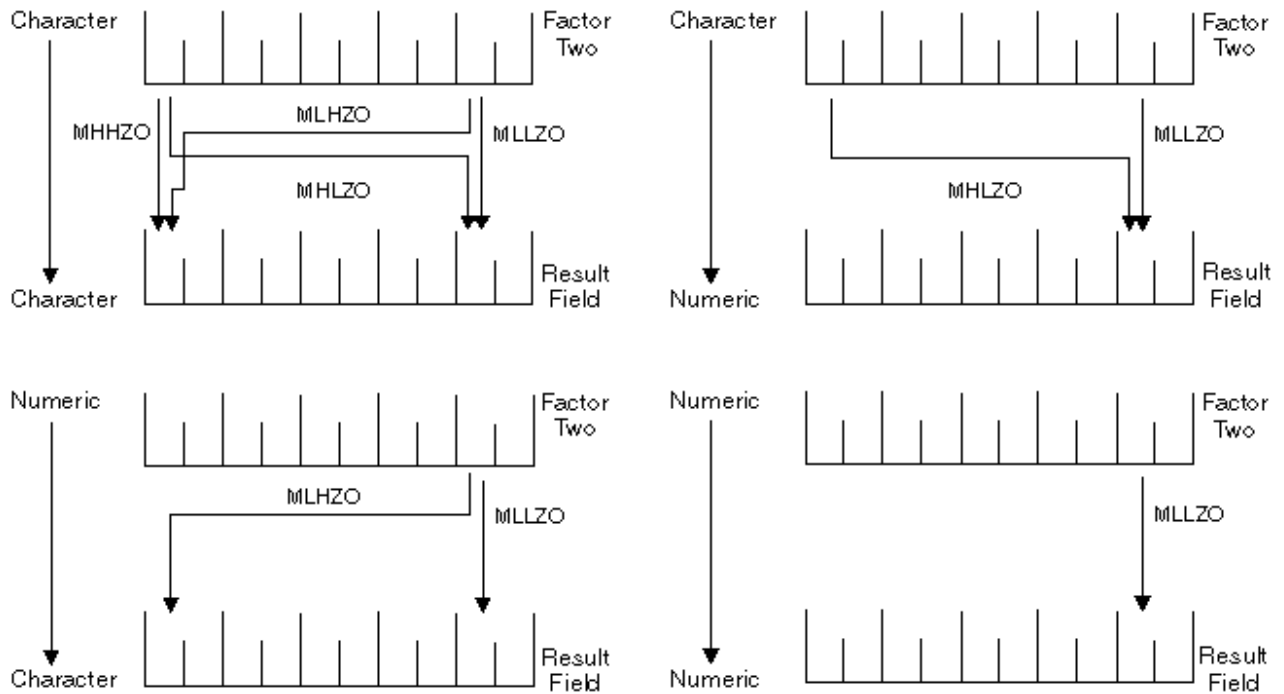 Character
Factor
Two
MHHZO
MLHZO
MLLZO
MHLZO
Character
Result
Field
Character
Factor
Two
MLLZO
MHLZO
Numeric
Result
Field
Numeric
Factor
Two
MLHZO
MLLZO
Character
Result
Field
Numeric
Factor
Two
MLLZO
Numeric
Result
Field